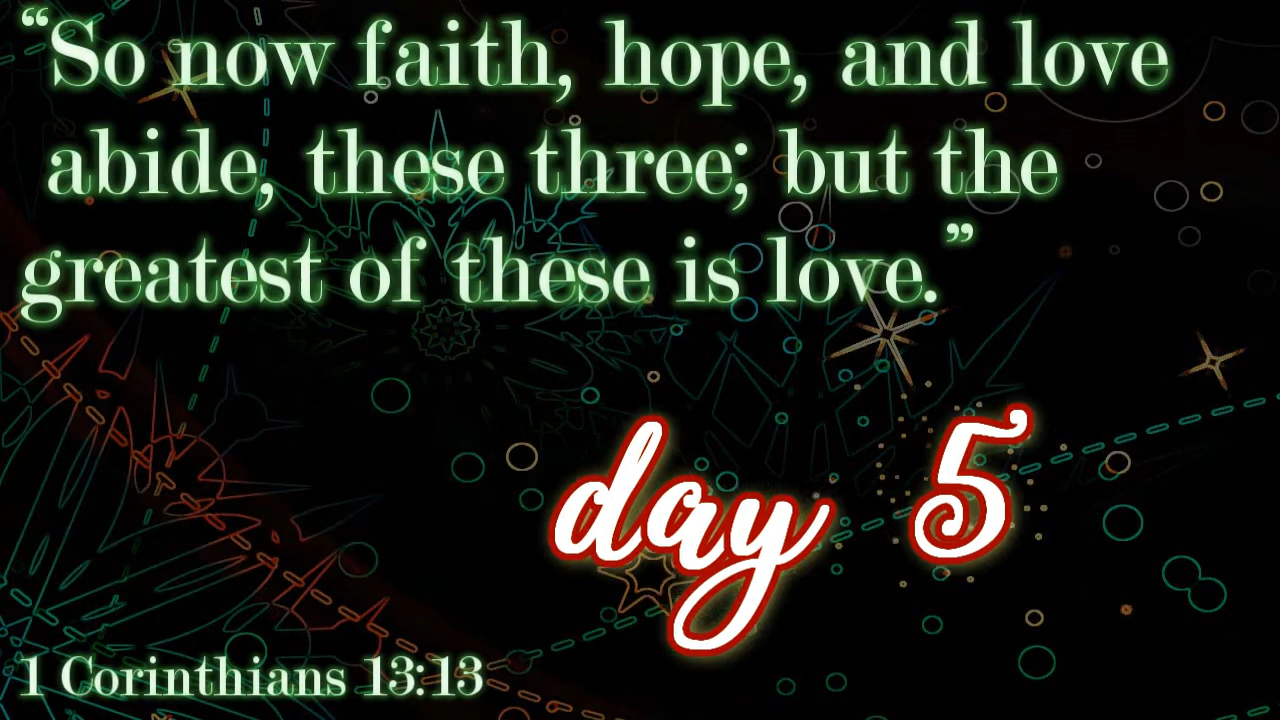 “So now faith, hope, and love
abide, these three; but the
greatest of these is love.”
day 5
1 Corinthians 13:13